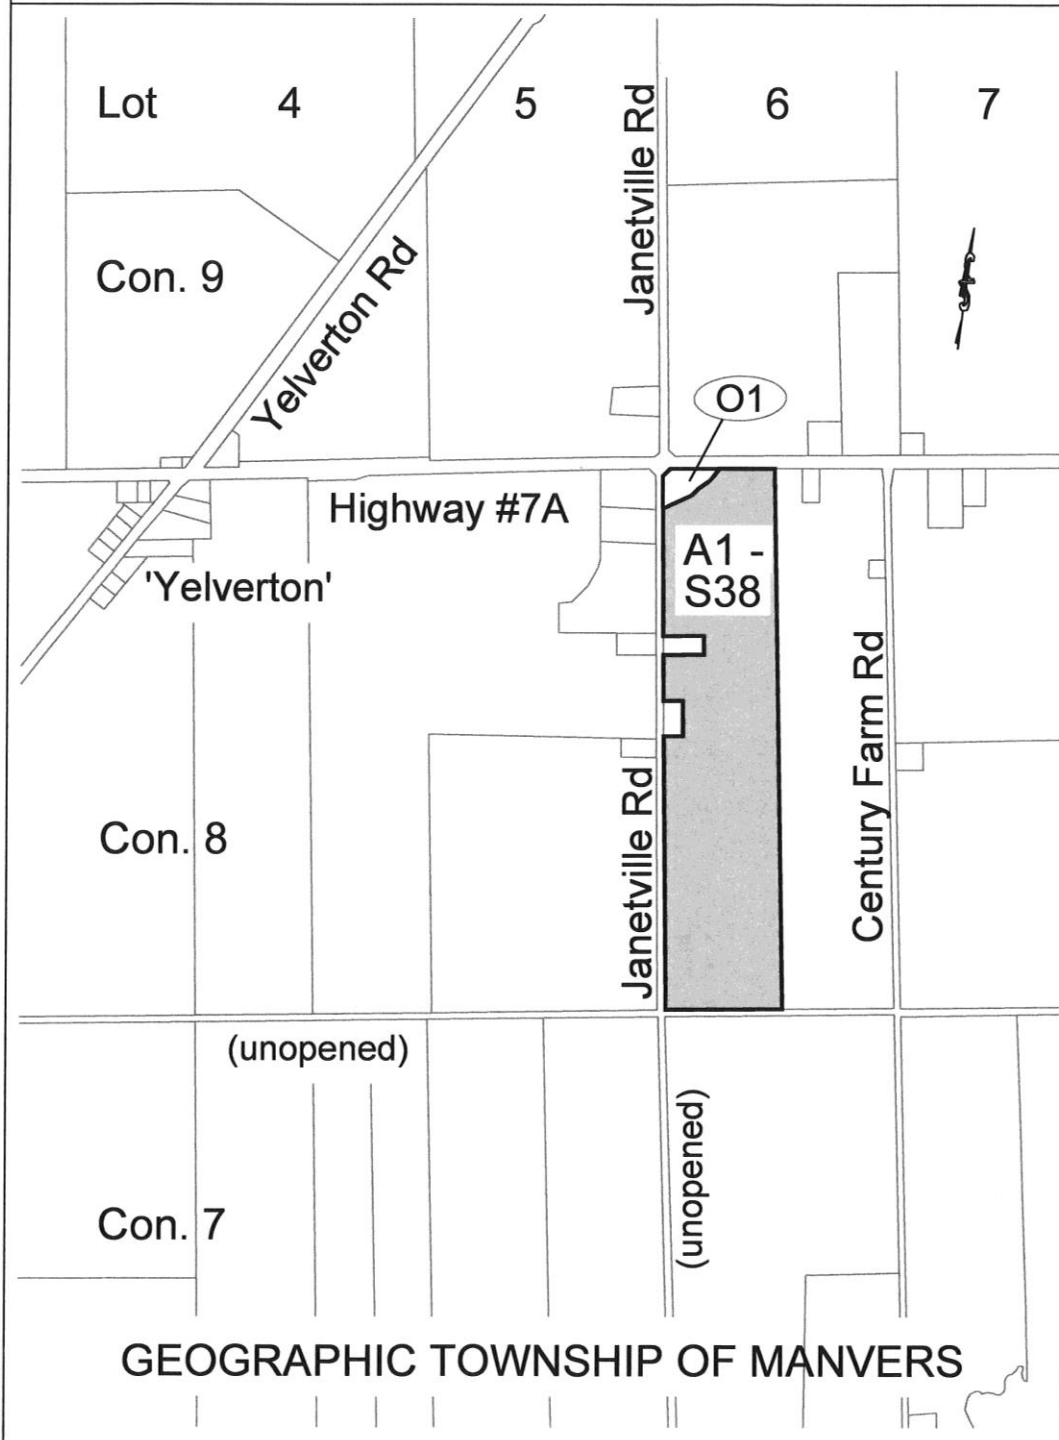 Lot 4 5 6 7
Janetville Rd
Con. 9
Yelverton Rd
O1
Highway #7A
A1 -
S38
'Yelverton'
Century Farm Rd
Janetville Rd
Con. 8
(unopened)
(unopened)
Con. 7
GEOGRAPHIC TOWNSHIP OF MANVERS